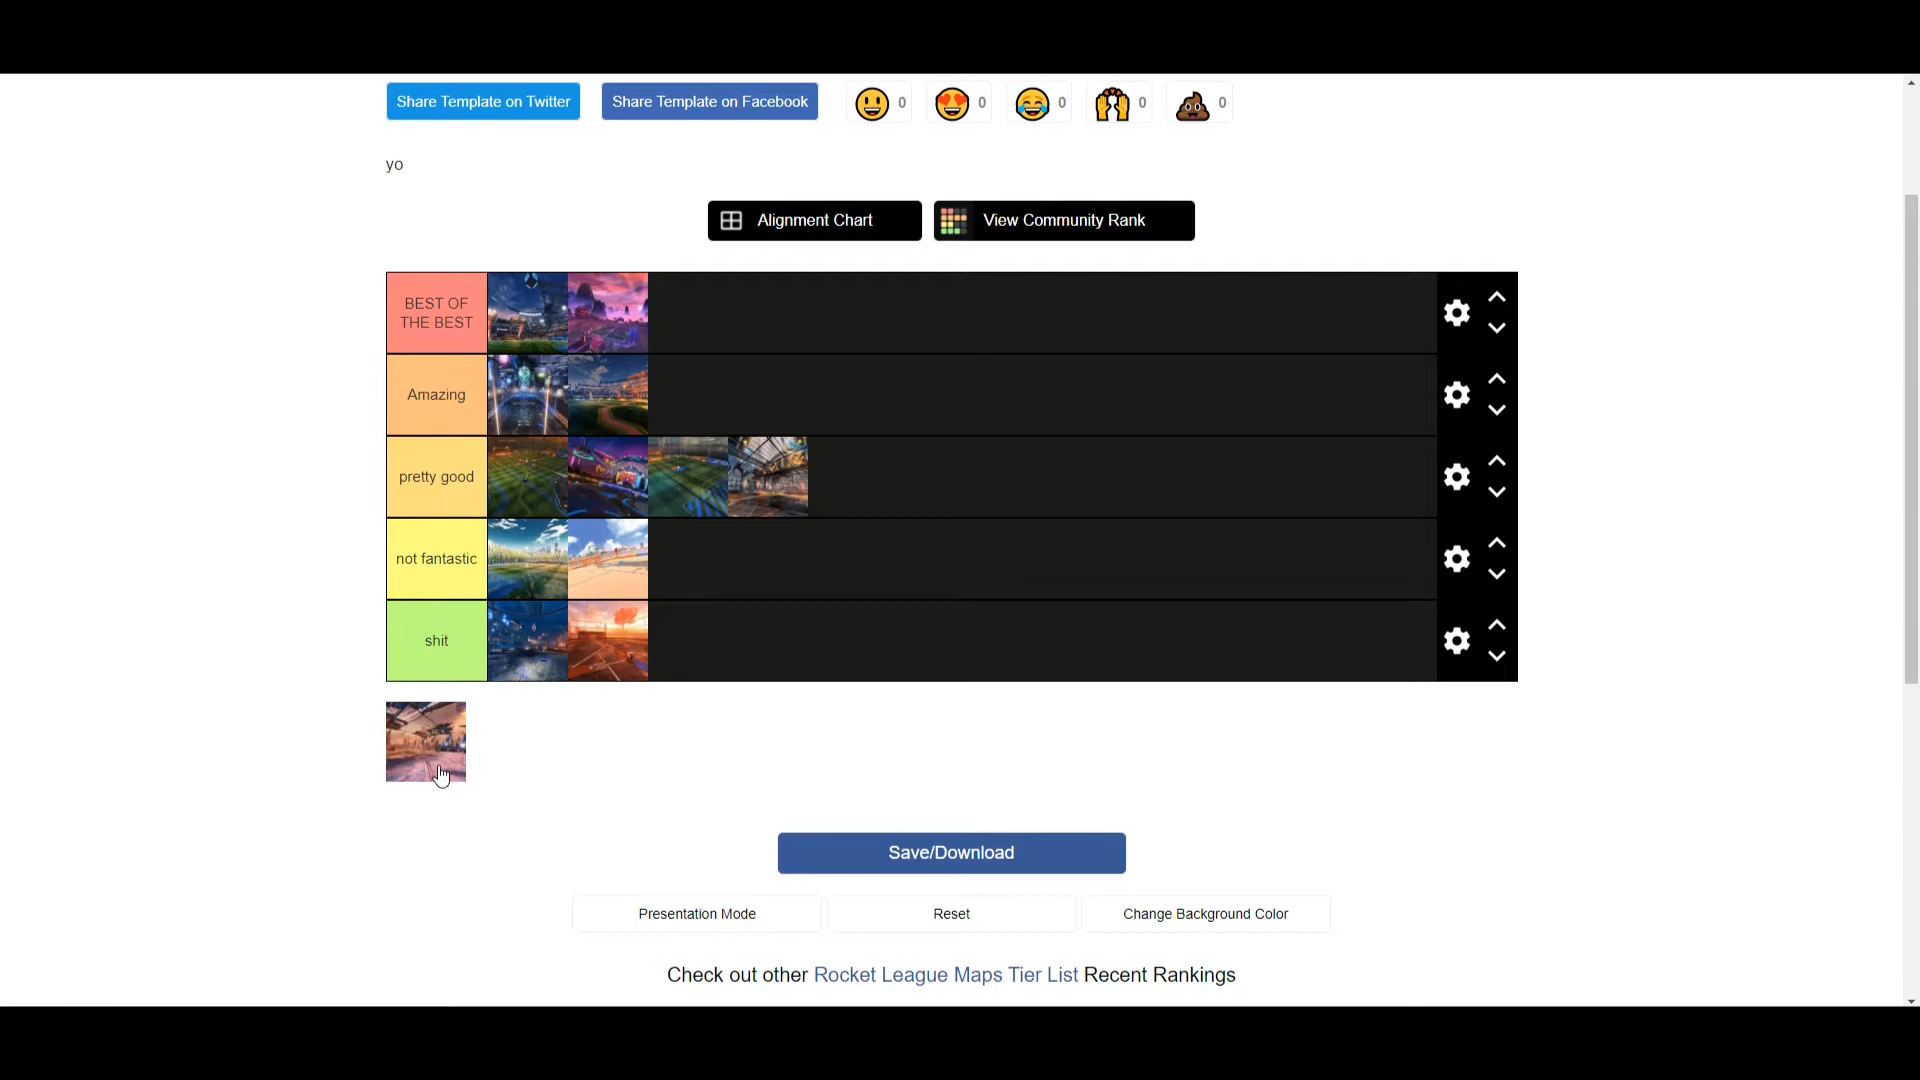 Share Template on Twitter
Share Template on Facebook
0
0
0
0
0
yo
Alignment Chart
View Community Rank
BEST OF
THE BEST
Amazing
pretty good
not fantastic
shit
Save/Download
Presentation Mode
Reset
Change Background Color
Check out other Rocket League Maps Tier List Recent Rankings